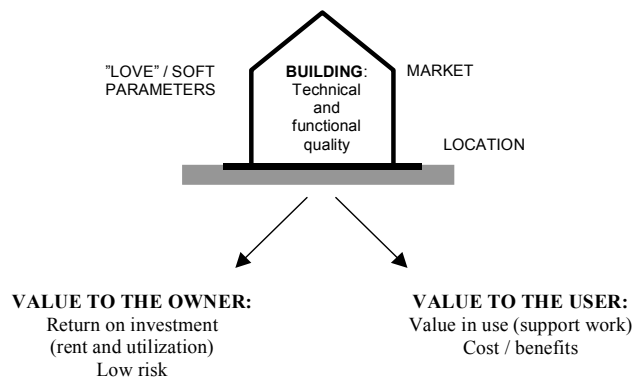 ”LOVE” / SOFT
PARAMETERS
BUILDING:
Technical
and
functional
quality
MARKET
LOCATION
VALUE TO THE OWNER:
Return on investment
(rent and utilization)
Low risk
VALUE TO THE USER:
Value in use (support work)
Cost / benefits